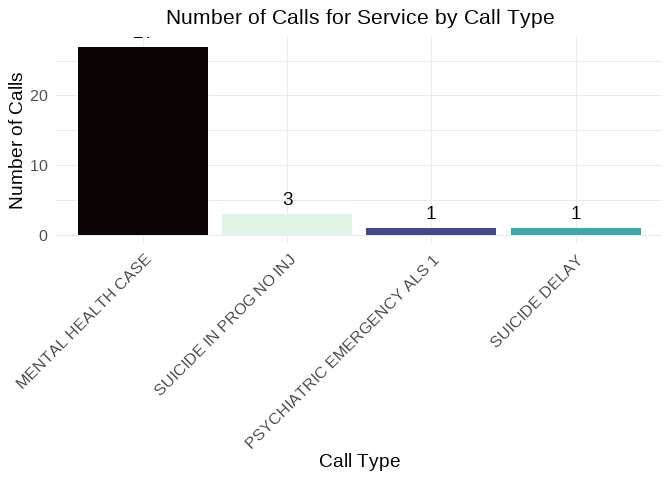 Number of Calls for Service by Call Type
Number of Calls
20
10
0
3
1
1
MENTAL HEALTH CASE
SUICIDE IN PROG NO INJ
PSYCHIATRIC EMERGENCY ALS 1
SUICIDE DELAY
Call Type